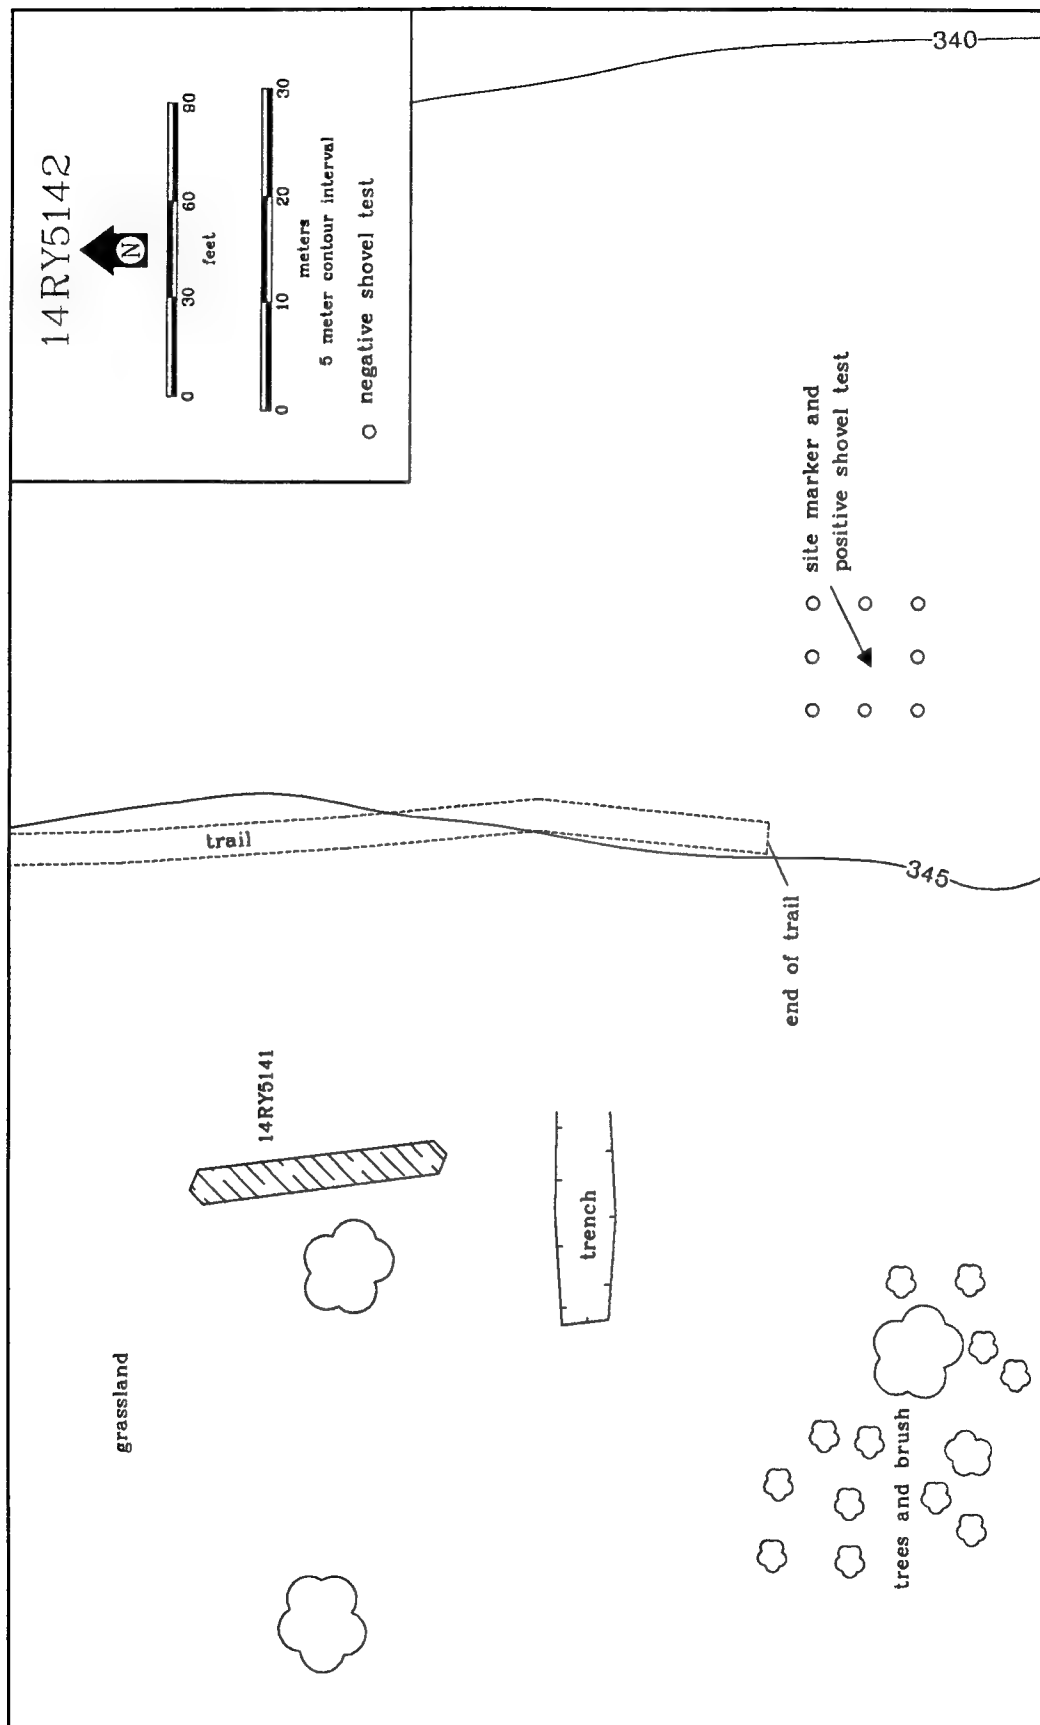 14RY5142
N
0 30 60 90
feet
0 10 20 30
meters
5 meter contour interval
negative shovel test
340
site marker and
positive shovel test
trail
345
end of trail
14RY5141
trench
grassland
trees and brush